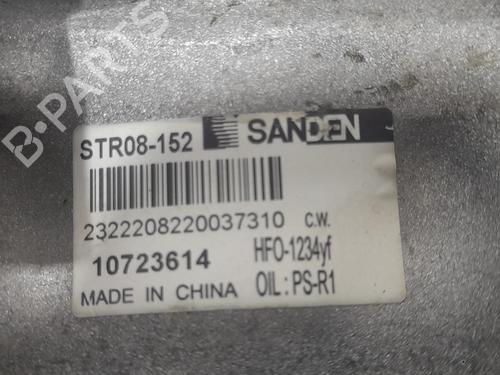 B-PARTS
STR08-152 SANDEN
2322208220037310 C.W.
10723614 HFO-1234yf
MADE IN CHINA OIL : PS-R1